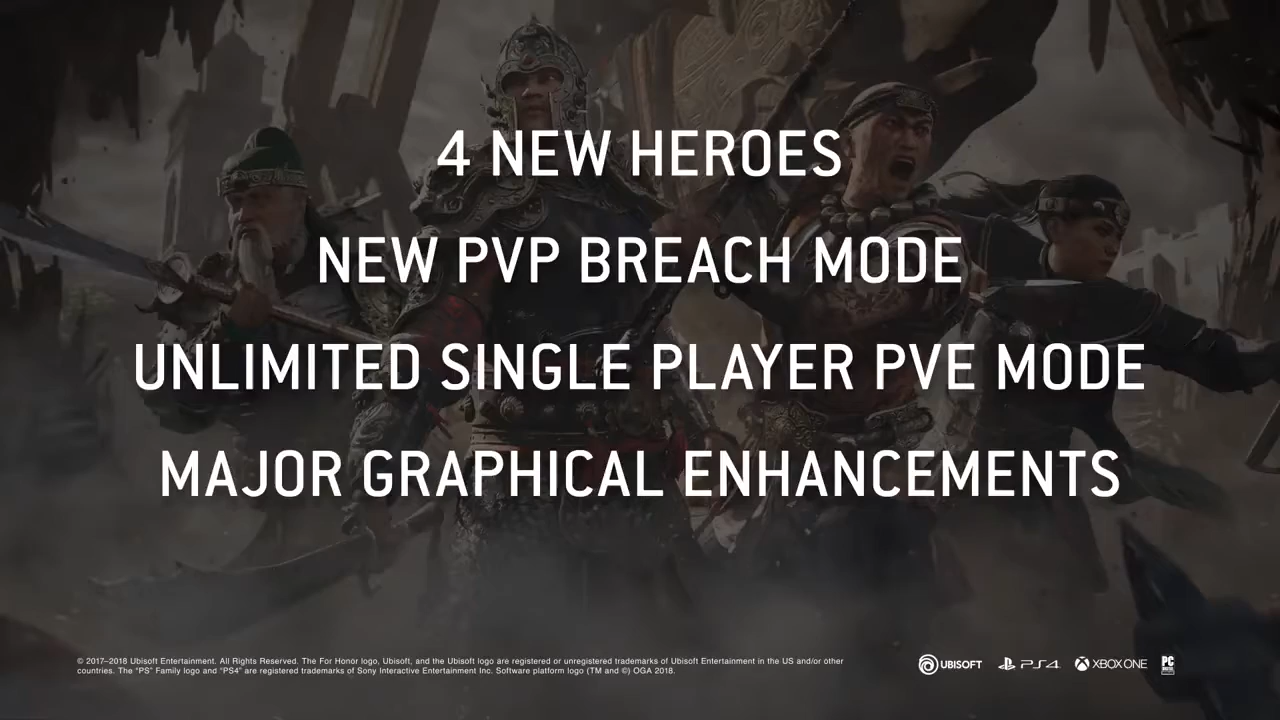 4 NEW HEROES
NEW PVP BREACH MODE
UNLIMITED SINGLE PLAYER PVE MODE
MAJOR GRAPHICAL ENHANCEMENTS
© 2017–2018 Ubisoft Entertainment. All Rights Reserved. The For Honor logo, Ubisoft, and the Ubisoft logo are registered or unregistered trademarks of Ubisoft Entertainment in the US and/or other
countries. The “PS” Family logo and “PS4” are registered trademarks of Sony Interactive Entertainment Inc. Software platform logo (TM and ©) OGA 2018.
UBISOFT PS4 XBOX ONE PC